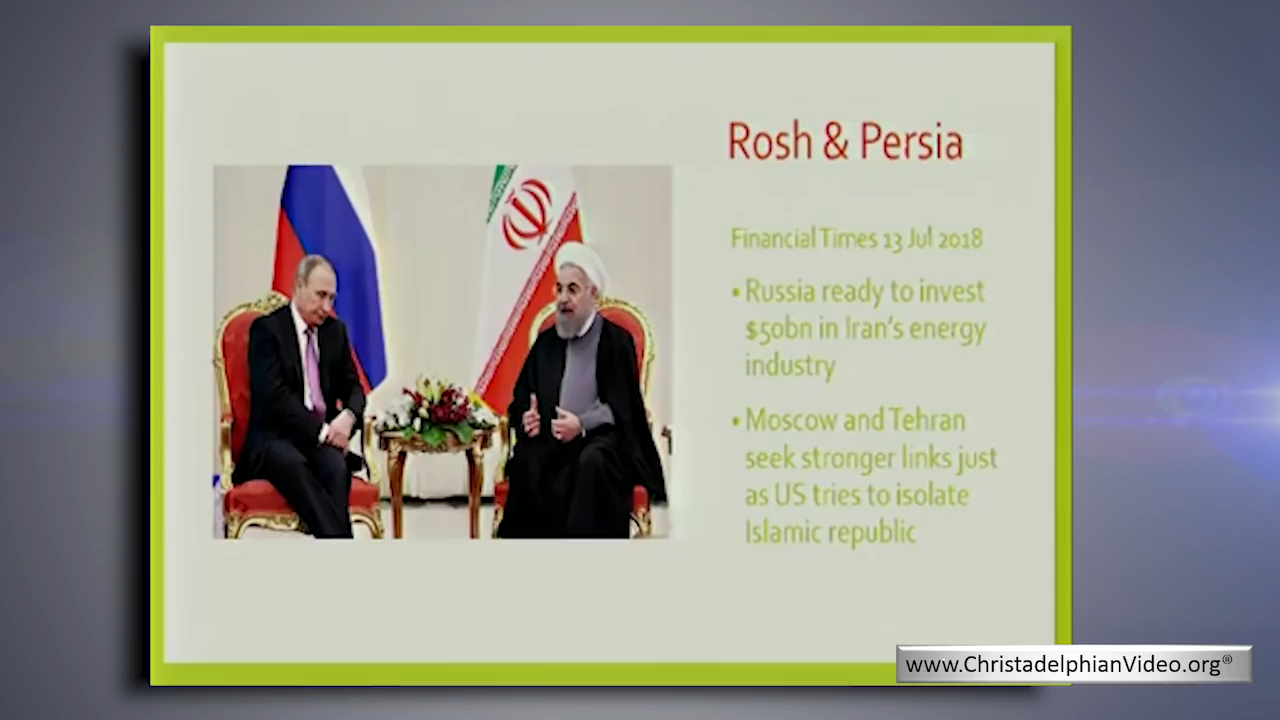 Rosh & Persia
Financial Times 13 Jul 2018
• Russia ready to invest
$50bn in Iran's energy
industry
• Moscow and Tehran
seek stronger links just
as US tries to isolate
Islamic republic
www.ChristadelphianVideo.org®